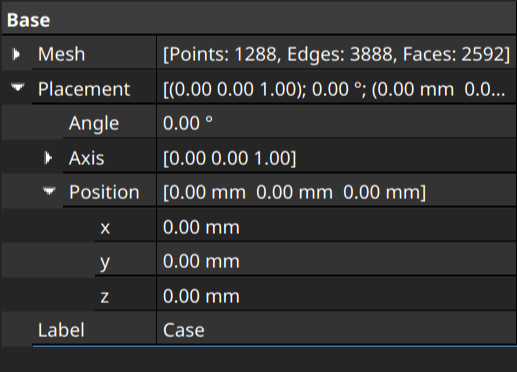 Base
Mesh [Points: 1288, Edges: 3888, Faces: 2592]
Placement [(0.00 0.00 1.00); 0.00 °; (0.00 mm  0.0...
Angle 0.00 °
Axis [0.00 0.00 1.00]
Position [0.00 mm  0.00 mm  0.00 mm]
x 0.00 mm
y 0.00 mm
z 0.00 mm
Label Case